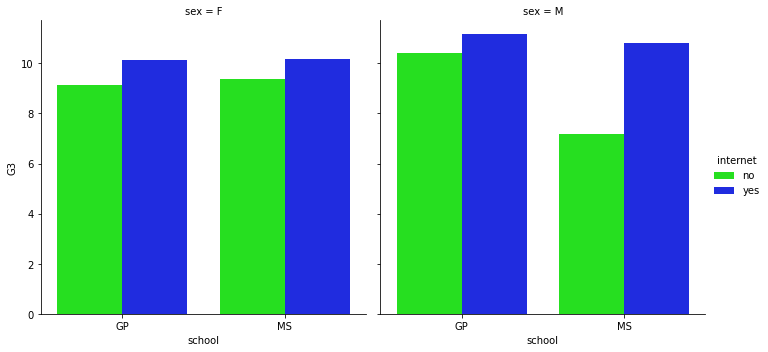 sex = F
sex = M
G3
10
8
6
4
2
0
GP
MS
school
GP
MS
school
internet
no
yes